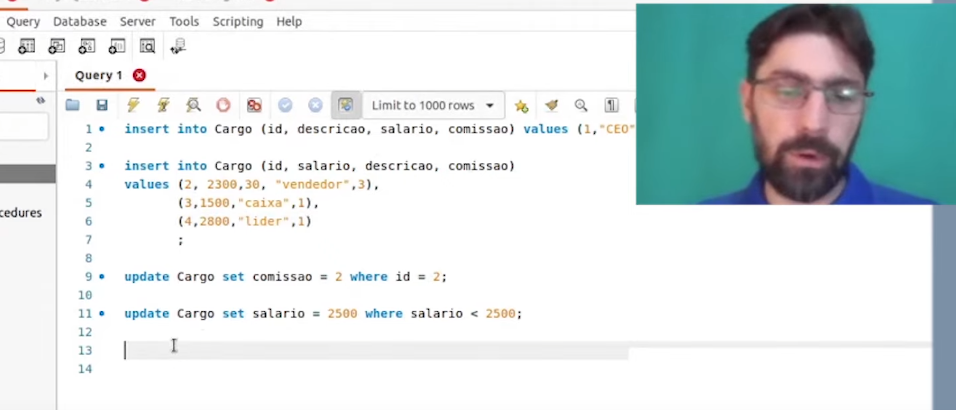 Query Database Server Tools Scripting Help
Query 1
Limit to 1000 rows
1 insert into Cargo (id, descricao, salario, comissao) values (1,"CEO"
2
3 insert into Cargo (id, salario, descricao, comissao)
4 values (2, 2300,30, "vendedor",3),
cedures
5 (3,1500,"caixa",1),
6 (4,2800,"lider",1)
7 ;
8
9 update Cargo set comissao = 2 where id = 2;
10
11 update Cargo set salario = 2500 where salario < 2500;
12
13
14